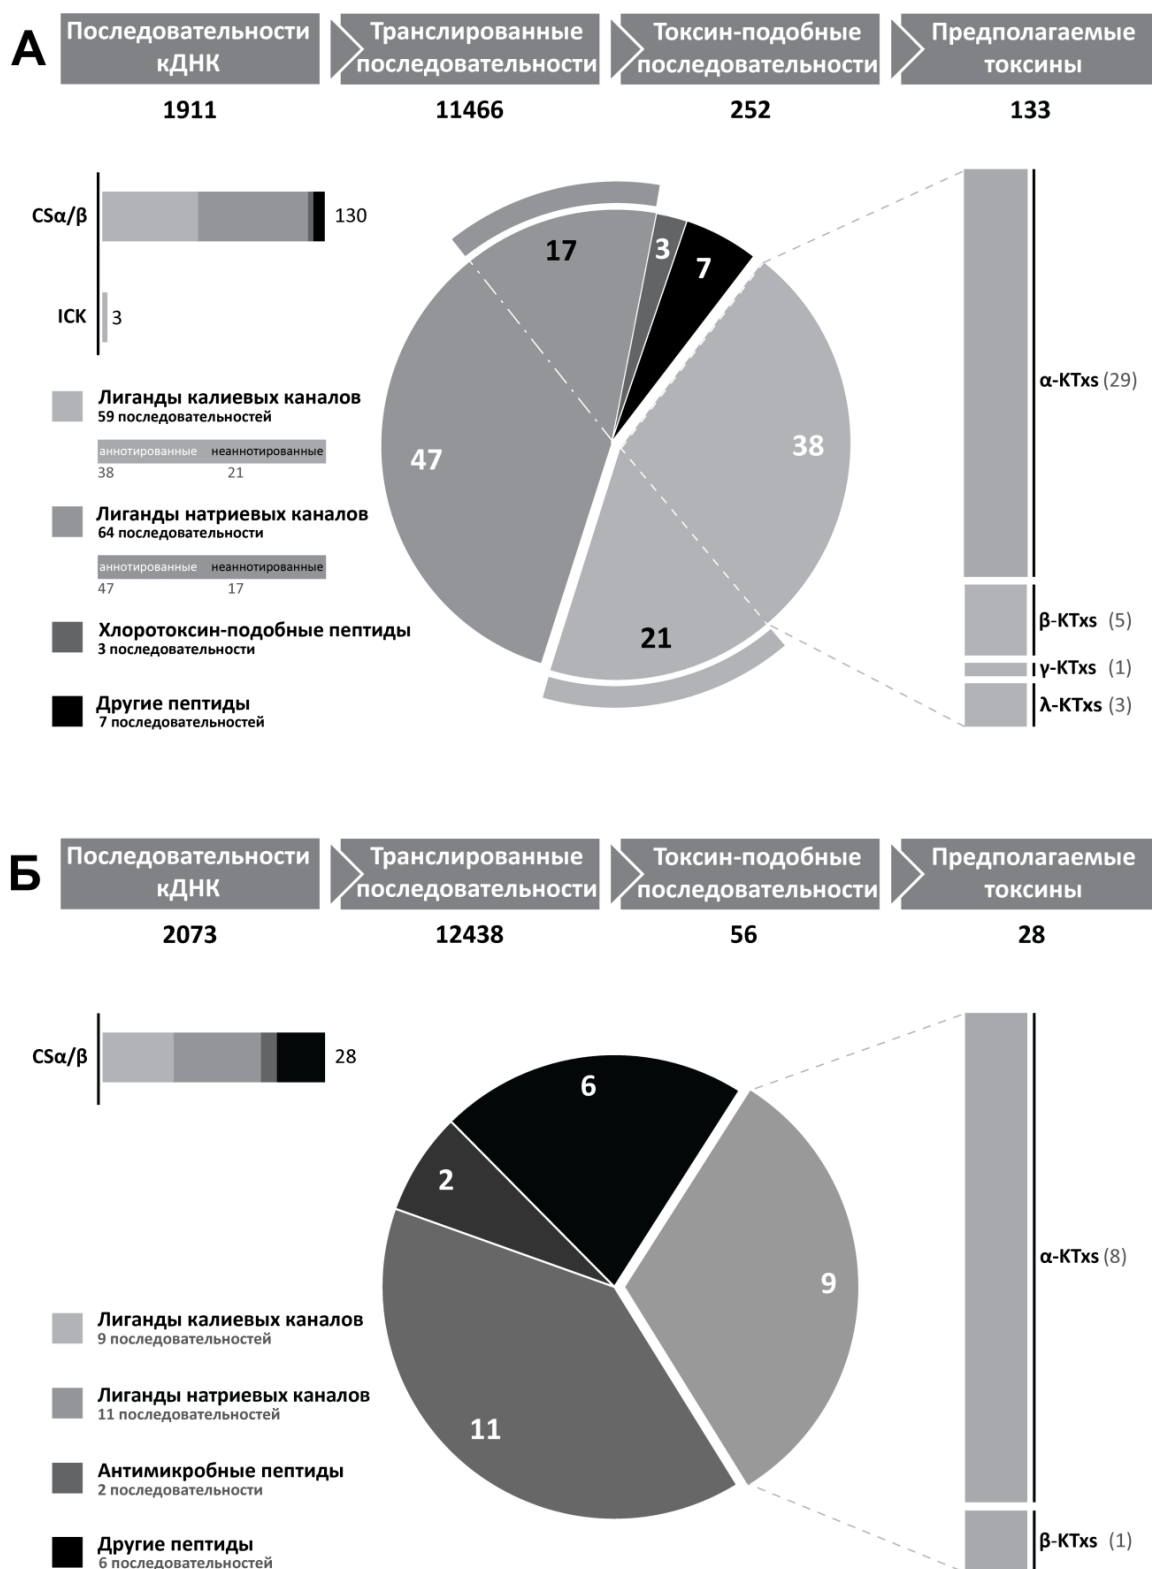 А
Последовательности
кДНК
Транслированные
последовательности
Токсин-подобные
последовательности
Предполагаемые
токсины
1911
11466
252
133
CSα/β
130
ICK
3
Лиганды калиевых каналов
59 последовательностей
аннотированные неаннотированные
38 21
Лиганды натриевых каналов
64 последовательности
аннотированные неаннотированные
47 17
Хлоротоксин-подобные пептиды
3 последовательности
Другие пептиды
7 последовательностей
17
3
7
47
38
21
α-KTxs (29)
β-KTxs (5)
γ-KTxs (1)
λ-KTxs (3)
Б
Последовательности
кДНК
Транслированные
последовательности
Токсин-подобные
последовательности
Предполагаемые
токсины
2073
12438
56
28
CSα/β
28
Лиганды калиевых каналов
9 последовательностей
Лиганды натриевых каналов
11 последовательностей
Антимикробные пептиды
2 последовательности
Другие пептиды
6 последовательностей
6
2
9
11
α-KTxs (8)
β-KTxs (1)